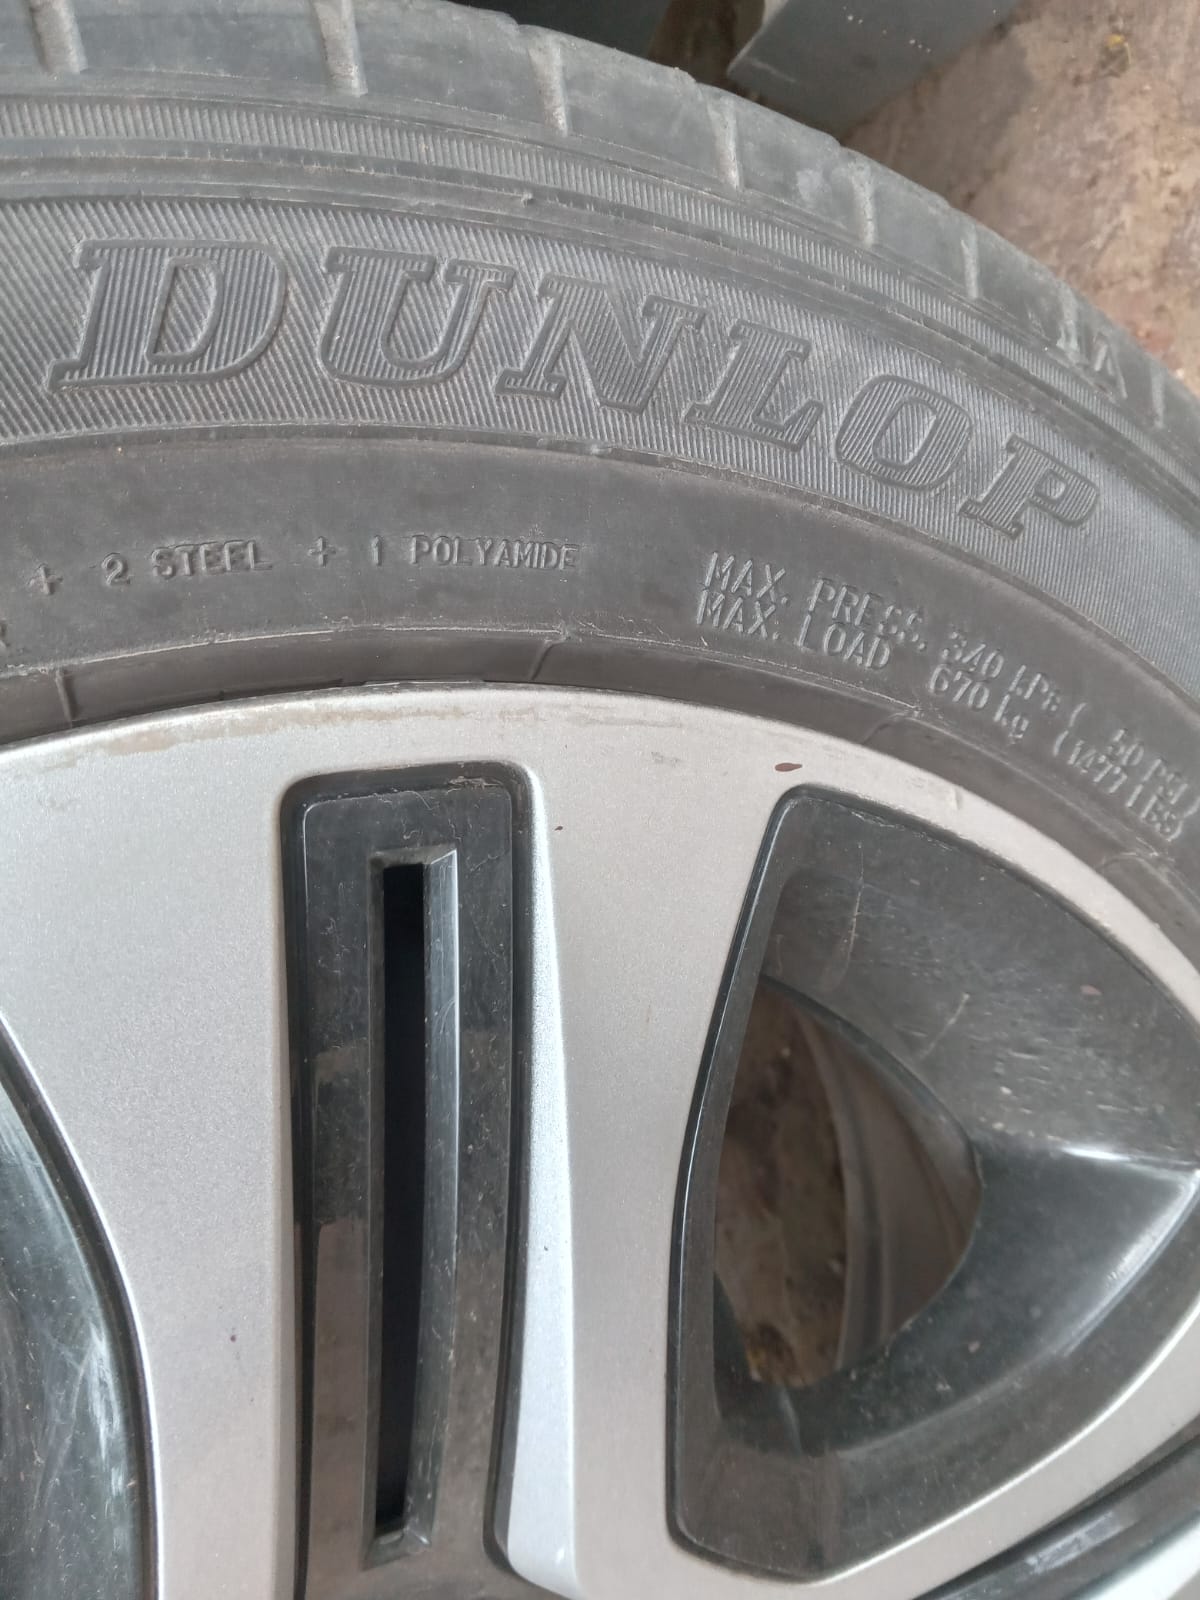 DUNLOP
+ 2 STEEL + 1 POLYAMIDE
MAX. PRESS. 340 kPa ( 50 PSI )
MAX. LOAD 670 kg (1477 LBS)